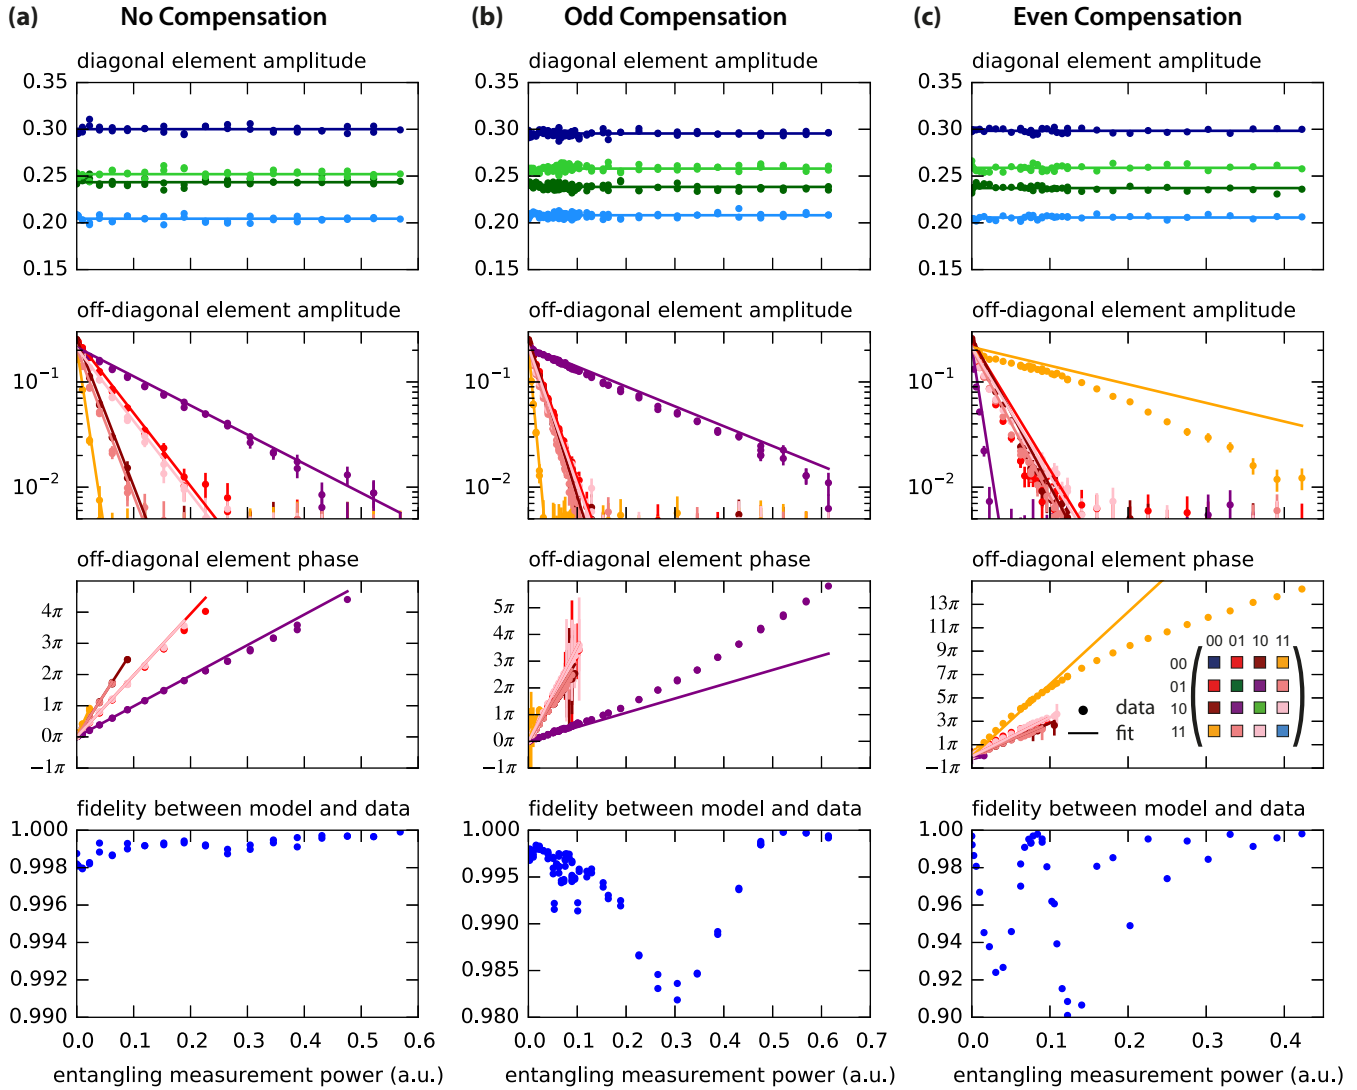 (a) No Compensation
(b) Odd Compensation
(c) Even Compensation
diagonal element amplitude
0.35
0.30
0.25
0.20
0.15
diagonal element amplitude
0.35
0.30
0.25
0.20
0.15
diagonal element amplitude
0.35
0.30
0.25
0.20
0.15
off-diagonal element amplitude
10⁻¹
10⁻²
off-diagonal element amplitude
10⁻¹
10⁻²
off-diagonal element amplitude
10⁻¹
10⁻²
off-diagonal element phase
4π
3π
2π
1π
0π
−1π
off-diagonal element phase
5π
4π
3π
2π
1π
0π
−1π
off-diagonal element phase
13π
11π
9π
7π
5π
3π
1π
−1π
00 01 10 11
00
01
10
11
data
fit
fidelity between model and data
1.000
0.998
0.996
0.994
0.992
0.990
0.0 0.1 0.2 0.3 0.4 0.5 0.6
entangling measurement power (a.u.)
fidelity between model and data
1.000
0.995
0.990
0.985
0.980
0.0 0.1 0.2 0.3 0.4 0.5 0.6 0.7
entangling measurement power (a.u.)
fidelity between model and data
1.00
0.98
0.96
0.94
0.92
0.90
0.0 0.1 0.2 0.3 0.4
entangling measurement power (a.u.)